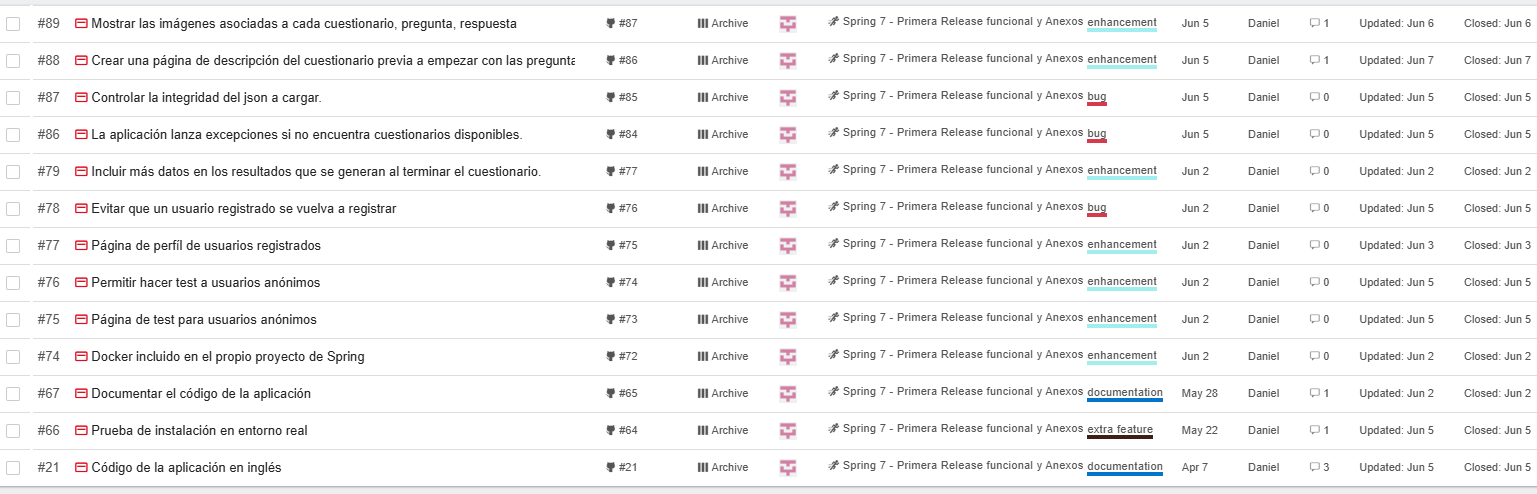 #89 Mostrar las imágenes asociadas a cada cuestionario, pregunta, respuesta #87 Archive Spring 7 - Primera Release funcional y Anexos enhancement Jun 5 Daniel 1 Updated: Jun 6 Closed: Jun 6
#88 Crear una página de descripción del cuestionario previa a empezar con las pregunta #86 Archive Spring 7 - Primera Release funcional y Anexos enhancement Jun 5 Daniel 1 Updated: Jun 7 Closed: Jun 7
#87 Controlar la integridad del json a cargar. #85 Archive Spring 7 - Primera Release funcional y Anexos bug Jun 5 Daniel 0 Updated: Jun 5 Closed: Jun 5
#86 La aplicación lanza excepciones si no encuentra cuestionarios disponibles. #84 Archive Spring 7 - Primera Release funcional y Anexos bug Jun 5 Daniel 0 Updated: Jun 5 Closed: Jun 5
#79 Incluir más datos en los resultados que se generan al terminar el cuestionario. #77 Archive Spring 7 - Primera Release funcional y Anexos enhancement Jun 2 Daniel 0 Updated: Jun 2 Closed: Jun 2
#78 Evitar que un usuario registrado se vuelva a registrar #76 Archive Spring 7 - Primera Release funcional y Anexos bug Jun 2 Daniel 0 Updated: Jun 5 Closed: Jun 5
#77 Página de perfíl de usuarios registrados #75 Archive Spring 7 - Primera Release funcional y Anexos enhancement Jun 2 Daniel 0 Updated: Jun 3 Closed: Jun 3
#76 Permitir hacer test a usuarios anónimos #74 Archive Spring 7 - Primera Release funcional y Anexos enhancement Jun 2 Daniel 0 Updated: Jun 5 Closed: Jun 5
#75 Página de test para usuarios anónimos #73 Archive Spring 7 - Primera Release funcional y Anexos enhancement Jun 2 Daniel 0 Updated: Jun 5 Closed: Jun 5
#74 Docker incluido en el propio proyecto de Spring #72 Archive Spring 7 - Primera Release funcional y Anexos enhancement Jun 2 Daniel 0 Updated: Jun 2 Closed: Jun 2
#67 Documentar el código de la aplicación #65 Archive Spring 7 - Primera Release funcional y Anexos documentation May 28 Daniel 1 Updated: Jun 2 Closed: Jun 2
#66 Prueba de instalación en entorno real #64 Archive Spring 7 - Primera Release funcional y Anexos extra feature May 22 Daniel 1 Updated: Jun 5 Closed: Jun 5
#21 Código de la aplicación en inglés #21 Archive Spring 7 - Primera Release funcional y Anexos documentation Apr 7 Daniel 3 Updated: Jun 5 Closed: Jun 5